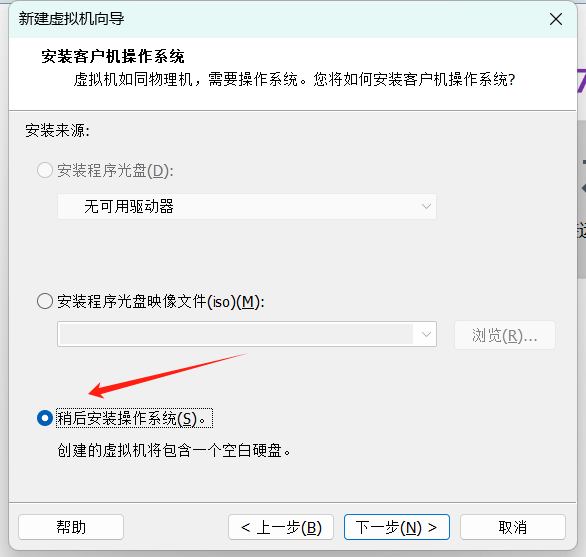 新建虚拟机向导
安装客户机操作系统
虚拟机如同物理机，需要操作系统。您将如何安装客户机操作系统?
安装来源:
安装程序光盘(D):
无可用驱动器
安装程序光盘映像文件(iso)(M):
浏览(R)...
稍后安装操作系统(S)。
创建的虚拟机将包含一个空白硬盘。
帮助
< 上一步(B)
下一步(N) >
取消